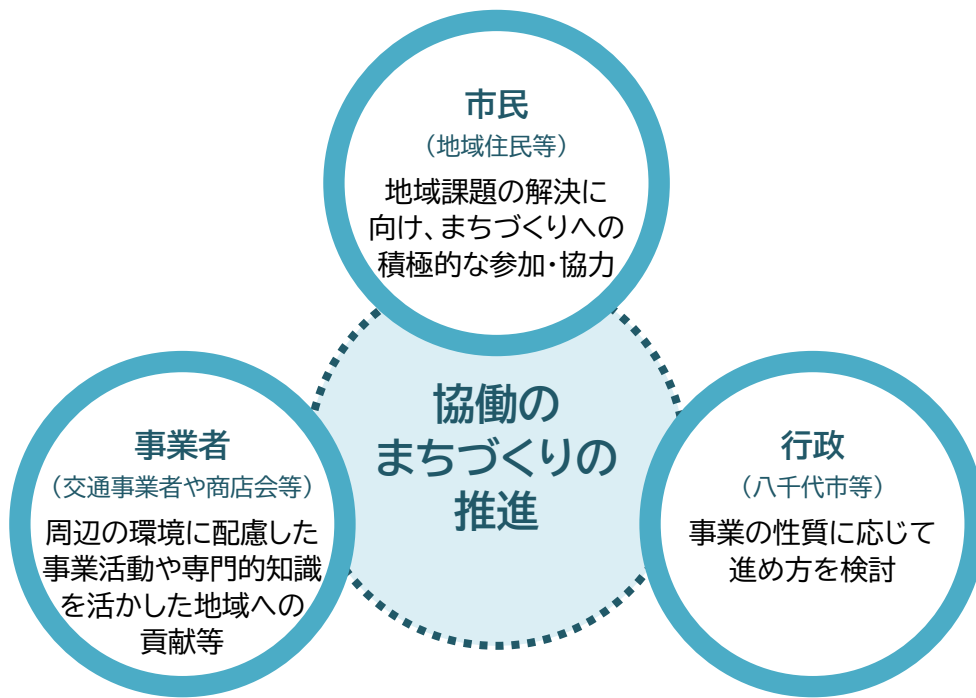 市民
（地域住民等）
地域課題の解決に
向け、まちづくりへの
積極的な参加・協力
協働の
まちづくりの
推進
事業者
（交通事業者や商店会等）
周辺の環境に配慮した
事業活動や専門的知識
を活かした地域への
貢献等
行政
（八千代市等）
事業の性質に応じて
進め方を検討